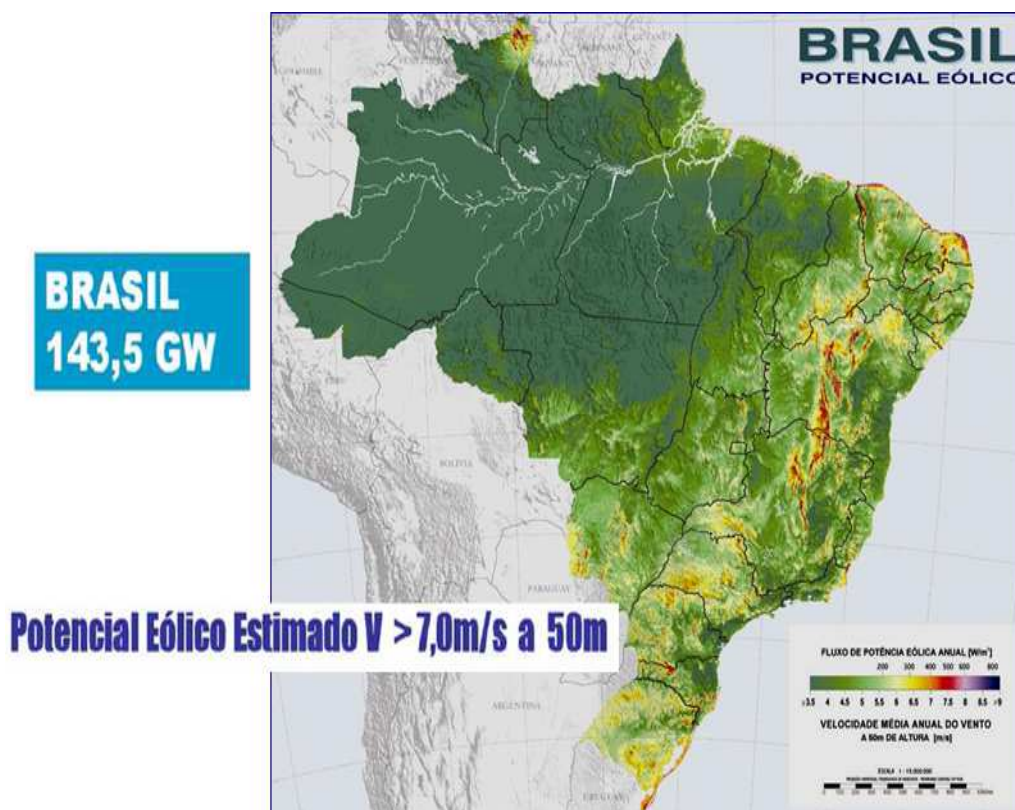 BRASIL
POTENCIAL EÓLICO
BRASIL
143,5 GW
BOLIVIA
PARAGUAY
Potencial Eólico Estimado V >7,0m/s a 50m
ARGENTINA
URUGUAY
FLUXO DE POTÊNCIA EÓLICA ANUAL [W/m²]
200 300 400 500 600 800
3.5 4 4.5 5 5.5 6 6.5 7 7.5 8 8.5 >9
VELOCIDADE MÉDIA ANUAL DO VENTO
A 50m DE ALTURA [m/s]